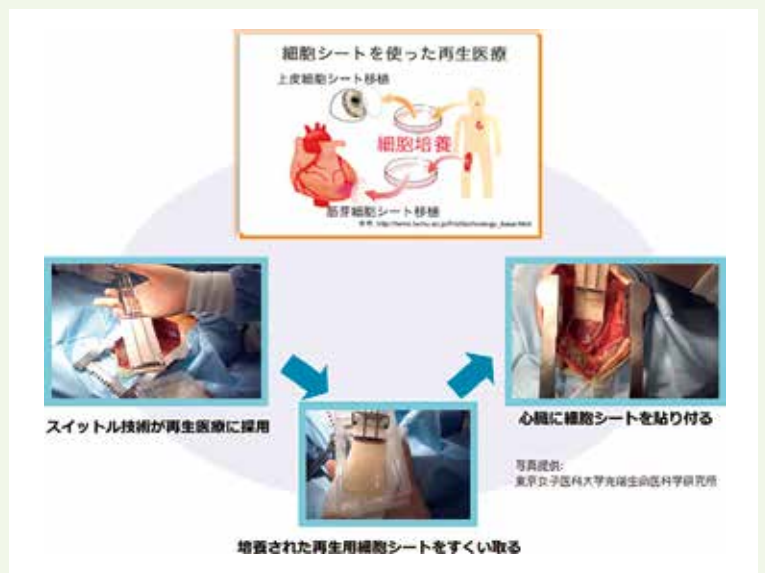 細胞シートを使った再生医療
上皮細胞シート移植
細胞培養
筋芽細胞シート移植
スイットル技術が再生医療に採用
培養された再生用細胞シートをすくい取る
心臓に細胞シートを貼り付る
写真提供:
東京女子医科大学先端生命医科学研究所